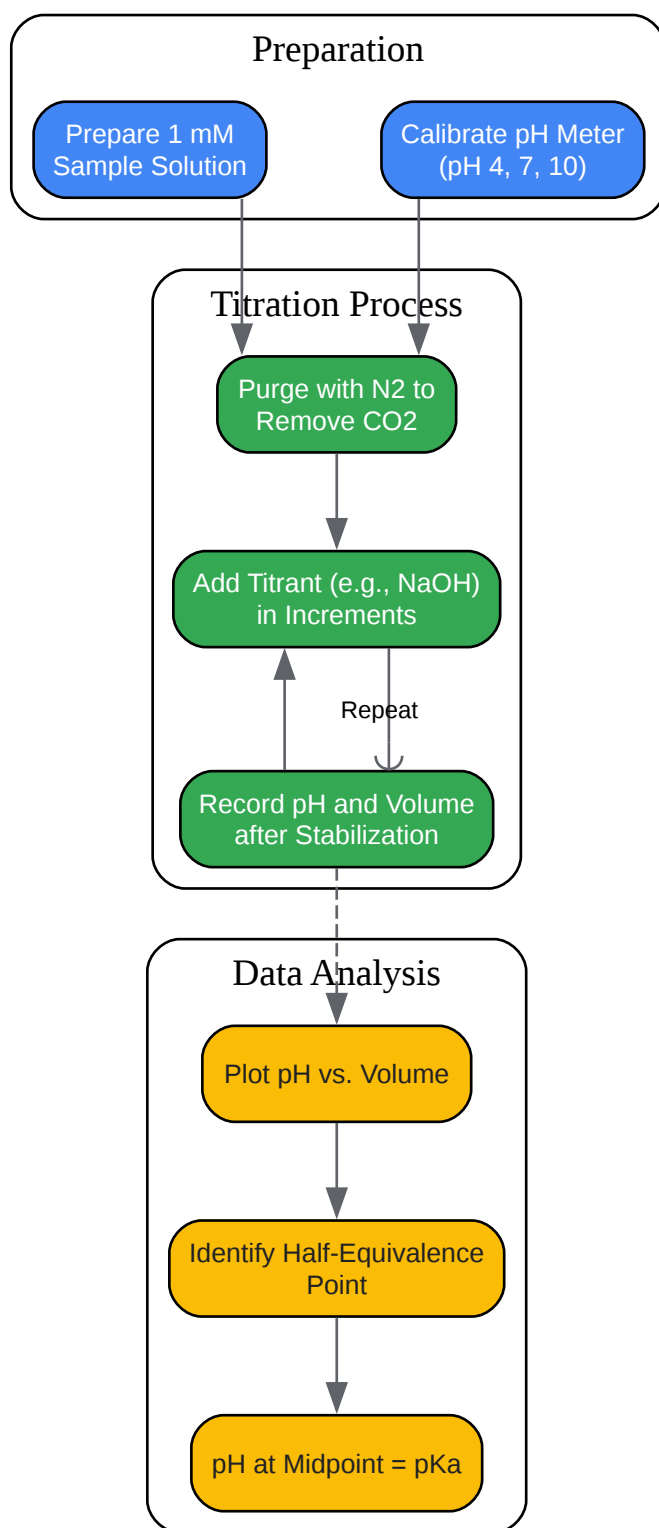 Preparation
Prepare 1 mM
Sample Solution
Calibrate pH Meter
(pH 4, 7, 10)
Titration Process
Purge with N2 to
Remove CO2
Add Titrant (e.g., NaOH)
in Increments
Repeat
Record pH and Volume
after Stabilization
Data Analysis
Plot pH vs. Volume
Identify Half-Equivalence
Point
pH at Midpoint = pKa